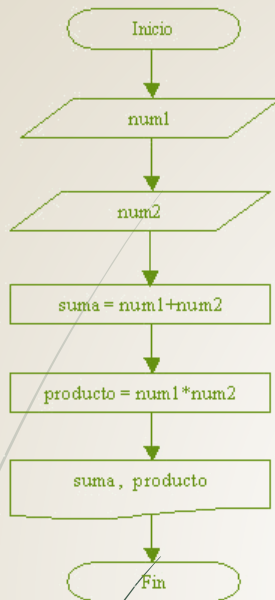 Inicio
num1
num2
suma = num1+num2
producto = num1*num2
suma , producto
Fin